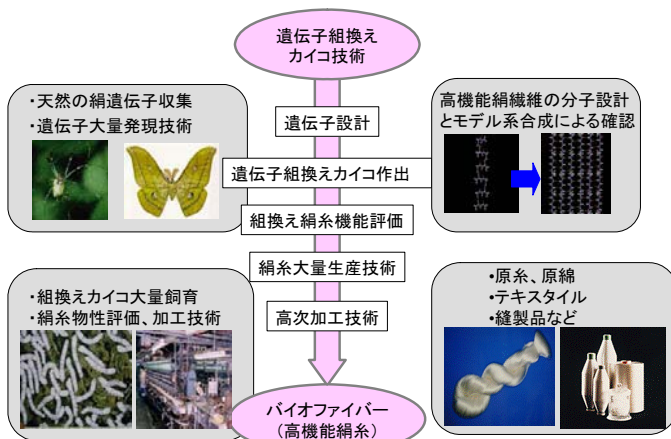 遺伝子組換え
カイコ技術
・天然の絹遺伝子収集
・遺伝子大量発現技術
高機能絹繊維の分子設計
とモデル系合成による確認
遺伝子設計
遺伝子組換えカイコ作出
組換え絹糸機能評価
絹糸大量生産技術
高次加工技術
・組換えカイコ大量飼育
・絹糸物性評価、加工技術
・原糸、原綿
・テキスタイル
・縫製品など
バイオファイバー
（高機能絹糸）